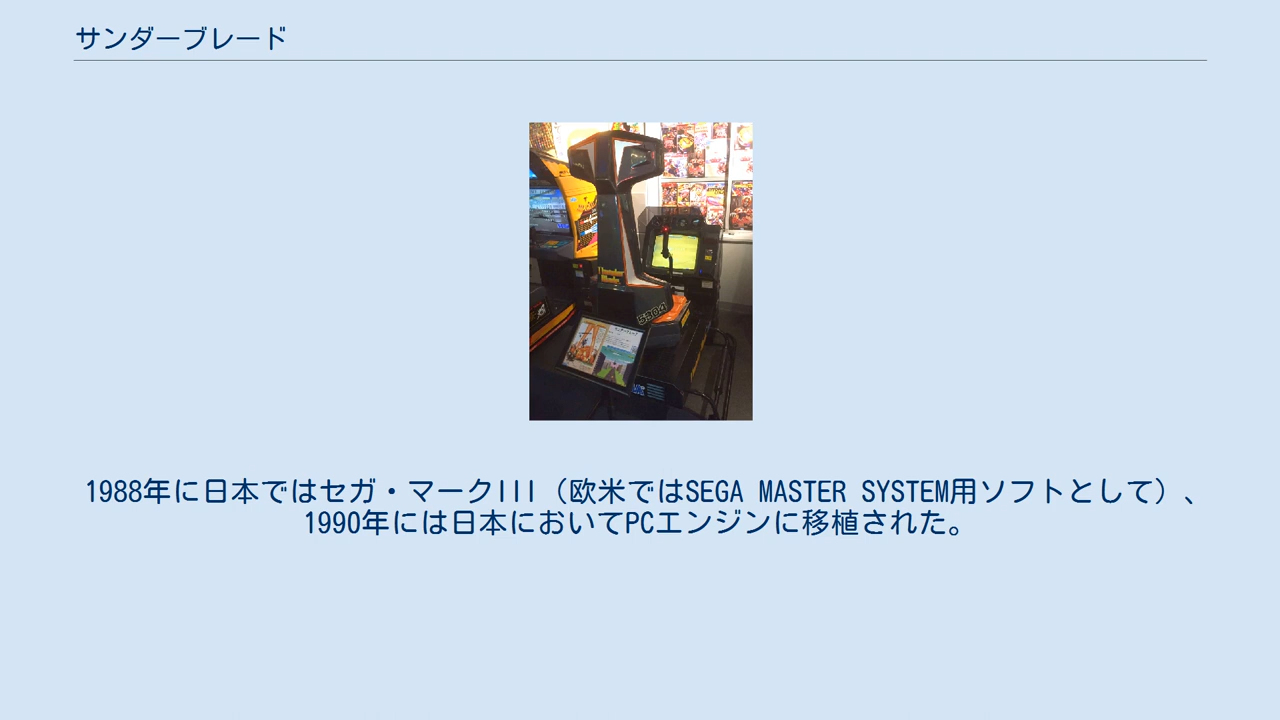 サンダーブレード
Thunder
Blade
5304
1988年に日本ではセガ・マークIII（欧米ではSEGA MASTER SYSTEM用ソフトとして）、
1990年には日本においてPCエンジンに移植された。